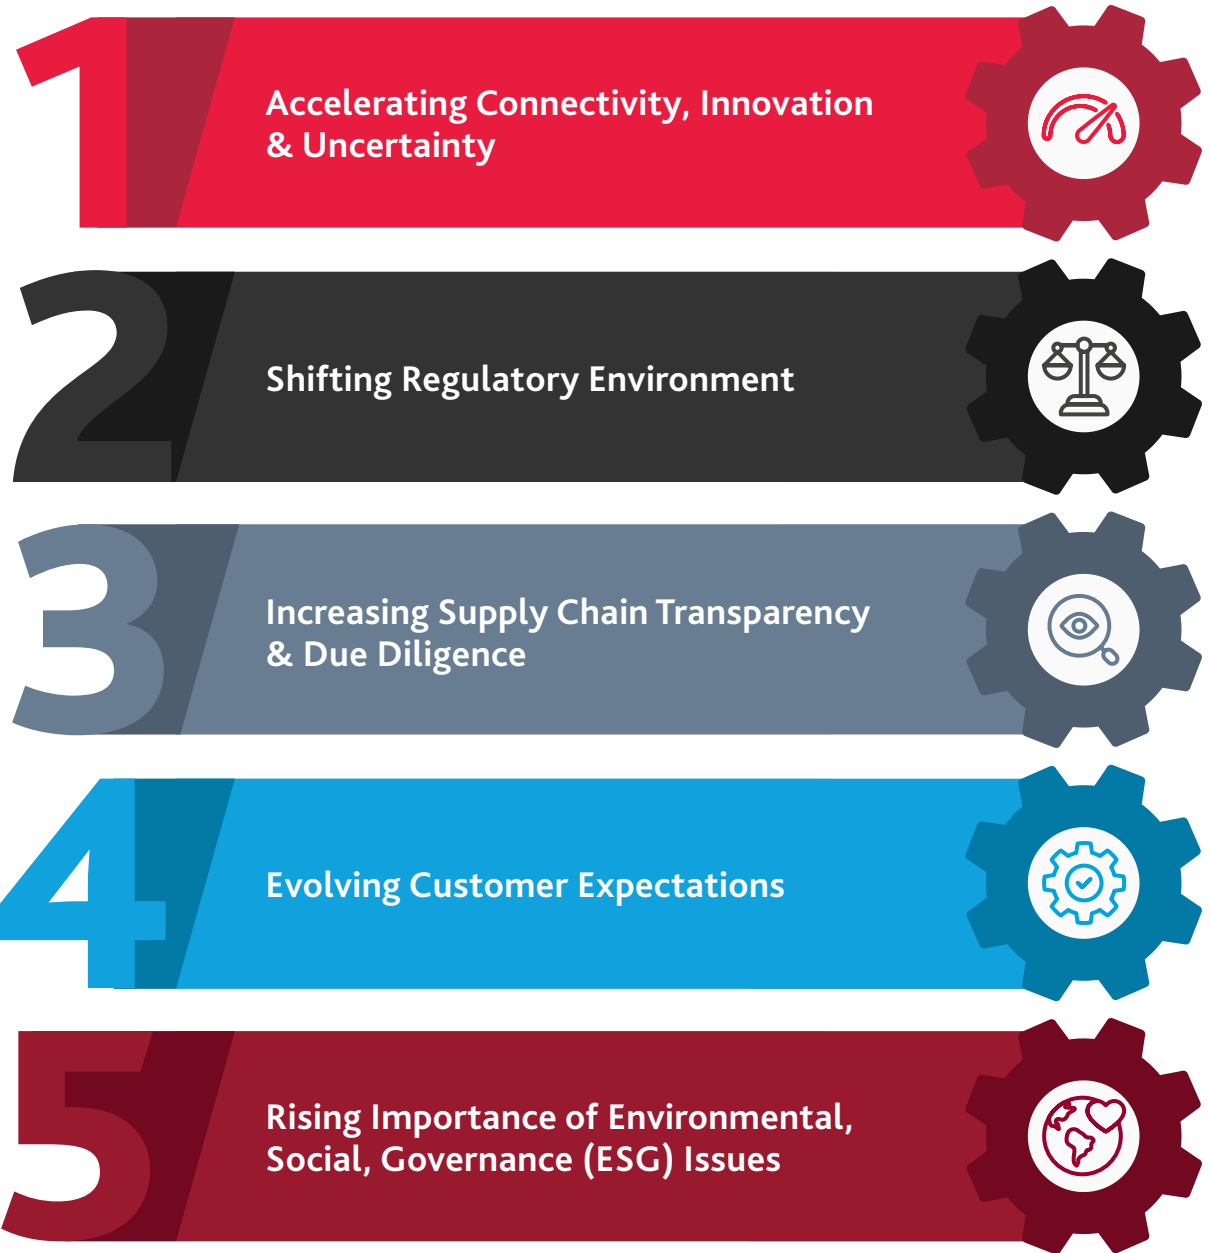 1
Accelerating Connectivity, Innovation
& Uncertainty
2
Shifting Regulatory Environment
3
Increasing Supply Chain Transparency
& Due Diligence
4
Evolving Customer Expectations
5
Rising Importance of Environmental,
Social, Governance (ESG) Issues